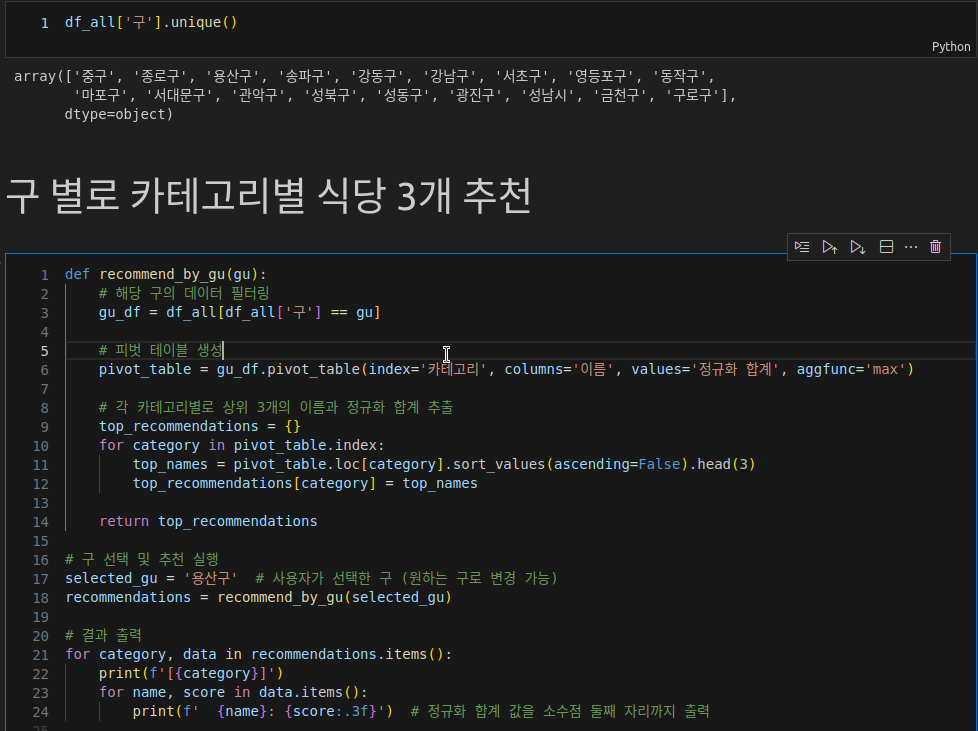 1 df_all['구'].unique()
Python
array(['중구', '종로구', '용산구', '송파구', '강동구', '강남구', '서초구', '영등포구', '동작구',
'마포구', '서대문구', '관악구', '성북구', '성동구', '광진구', '성남시', '금천구', '구로구'],
dtype=object)
구 별로 카테고리별 식당 3개 추천
1 def recommend_by_gu(gu):
2 # 해당 구의 데이터 필터링
3 gu_df = df_all[df_all['구'] == gu]
4
5 # 피벗 테이블 생성
6 pivot_table = gu_df.pivot_table(index='카테고리', columns='이름', values='정규화 합계', aggfunc='max')
7
8 # 각 카테고리별로 상위 3개의 이름과 정규화 합계 추출
9 top_recommendations = {}
10 for category in pivot_table.index:
11 top_names = pivot_table.loc[category].sort_values(ascending=False).head(3)
12 top_recommendations[category] = top_names
13
14 return top_recommendations
15
16 # 구 선택 및 추천 실행
17 selected_gu = '용산구' # 사용자가 선택한 구 (원하는 구로 변경 가능)
18 recommendations = recommend_by_gu(selected_gu)
19
20 # 결과 출력
21 for category, data in recommendations.items():
22 print(f'[{category}]')
23 for name, score in data.items():
24 print(f' {name}: {score:.3f}') # 정규화 합계 값을 소수점 둘째 자리까지 출력
25